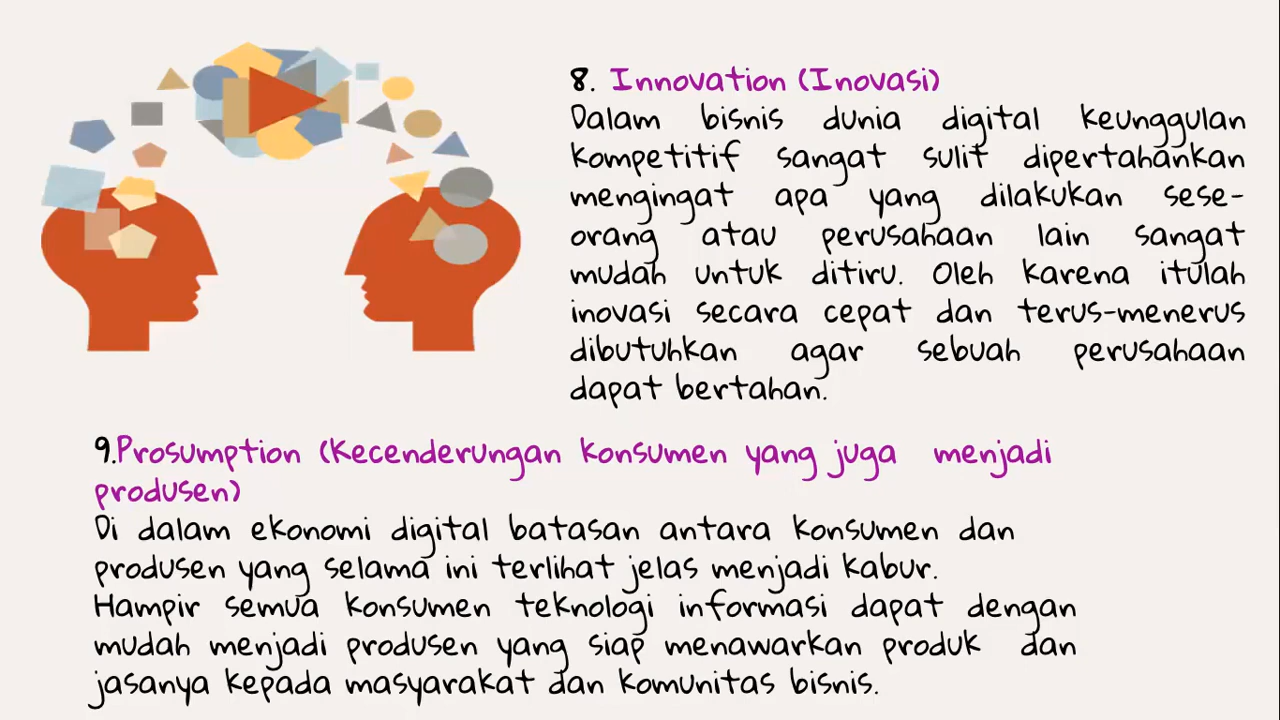 8. Innovation (Inovasi)
Dalam bisnis dunia digital keunggulan
kompetitif sangat sulit dipertahankan
mengingat apa yang dilakukan sese-
orang atau perusahaan lain sangat
mudah untuk ditiru. Oleh karena itulah
inovasi secara cepat dan terus-menerus
dibutuhkan agar sebuah perusahaan
dapat bertahan.
9.Prosumption (Kecenderungan konsumen yang juga menjadi
produsen)
Di dalam ekonomi digital batasan antara konsumen dan
produsen yang selama ini terlihat jelas menjadi kabur.
Hampir semua konsumen teknologi informasi dapat dengan
mudah menjadi produsen yang siap menawarkan produk dan
jasanya kepada masyarakat dan komunitas bisnis.